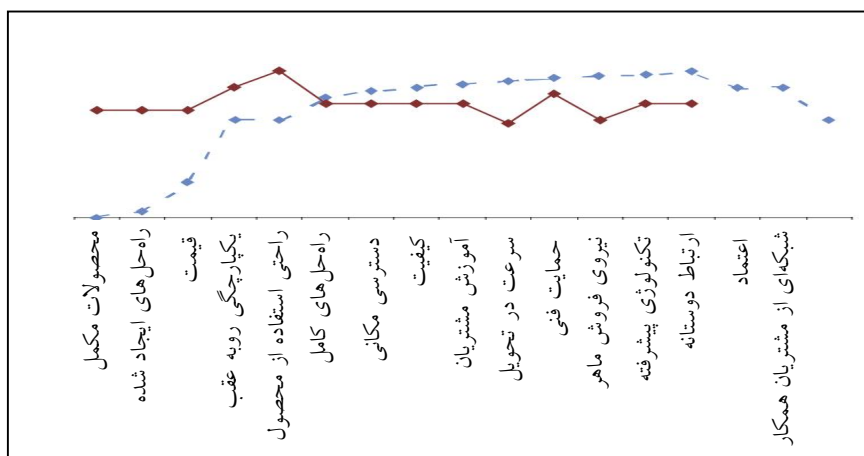 محصولات مکمل
راه‌حل‌های ایجاد شده
قیمت
یکپارچگی روبه عقب
راحتی استفاده از محصول
راه‌حل‌های کامل
دسترسی مکانی
کیفیت
آموزش مشتریان
سرعت در تحویل
حمایت فنی
نیروی فروش ماهر
تکنولوژی پیشرفته
ارتباط دوستانه
اعتماد
شبکه‌ای از مشتریان همکار